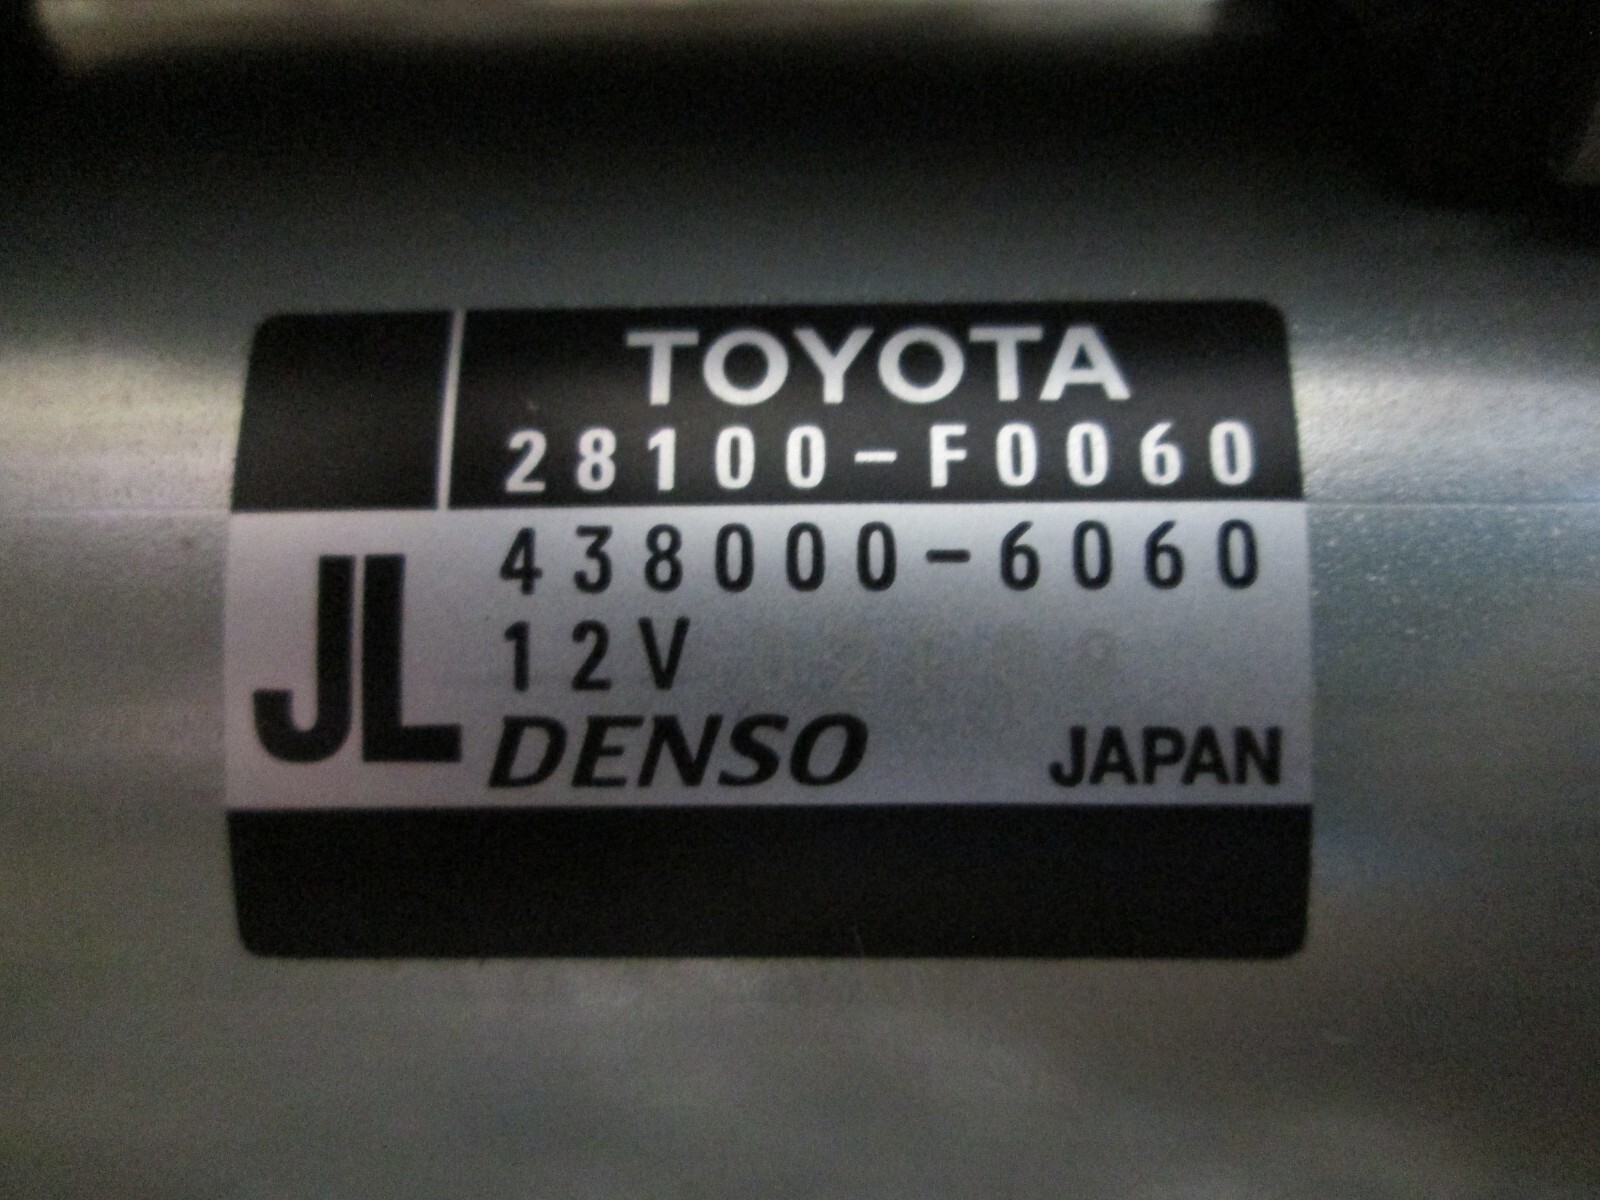 TOYOTA
28100-F0060
438000-6060
12V
JL
DENSO JAPAN